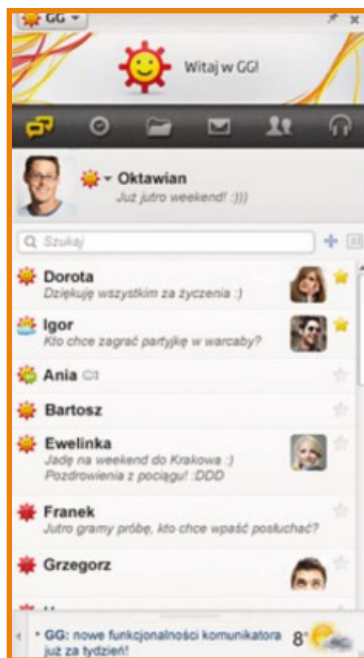 GG
Witaj w GG!
Oktawian
Już jutro weekend! :)))
Szukaj
Dorota
Dziękuję wszystkim za życzenia :)
Igor
Kto chce zagrać partyjkę w warcaby?
Ania
Bartosz
Ewelinka
Jadę na weekend do Krakowa :)
Pozdrowienia z pociągu! :DDD
Franek
Jutro gramy próbę, kto chce wpaść posłuchać?
Grzegorz
GG: nowe funkcjonalności komunikatora
już za tydzień!
8°